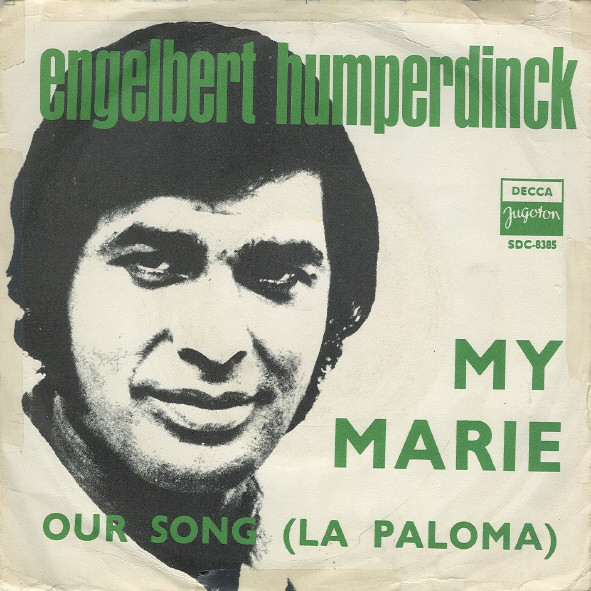 engelbert humperdinck
DECCA
Jugoton
SDC-8385
MY
MARIE
OUR SONG (LA PALOMA)